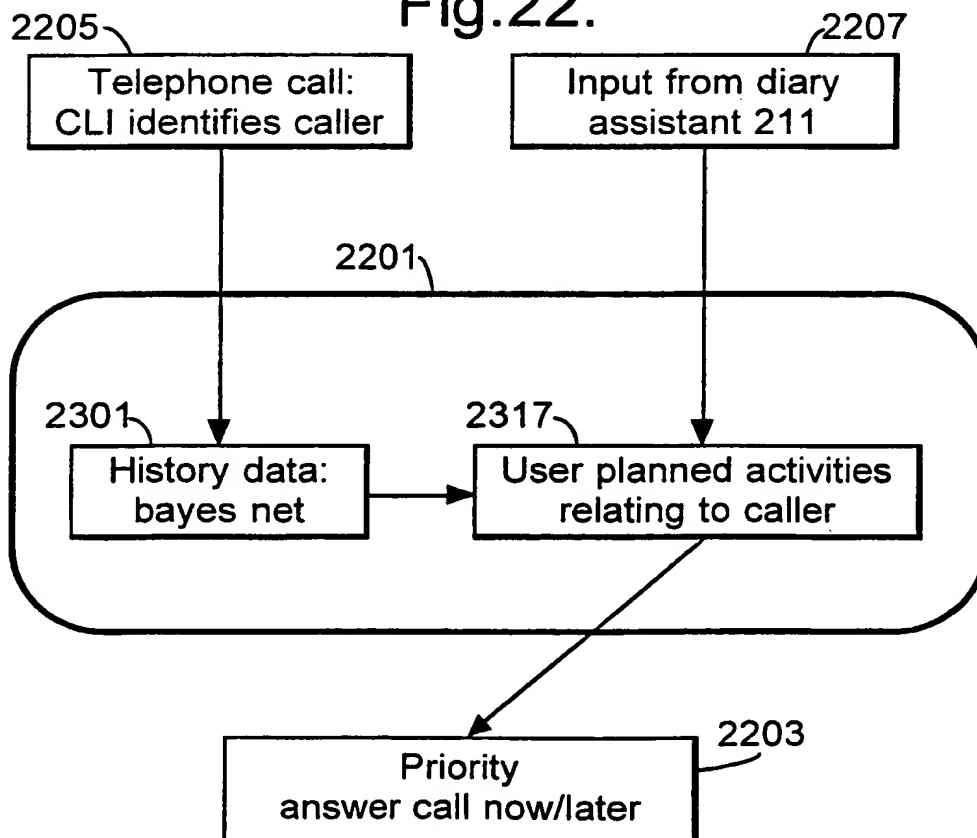 Fig.22.
2205
2207
Telephone call:
CLI identifies caller
Input from diary
assistant 211
2201
2301
2317
History data:
bayes net
User planned activities
relating to caller
2203
Priority
answer call now/later